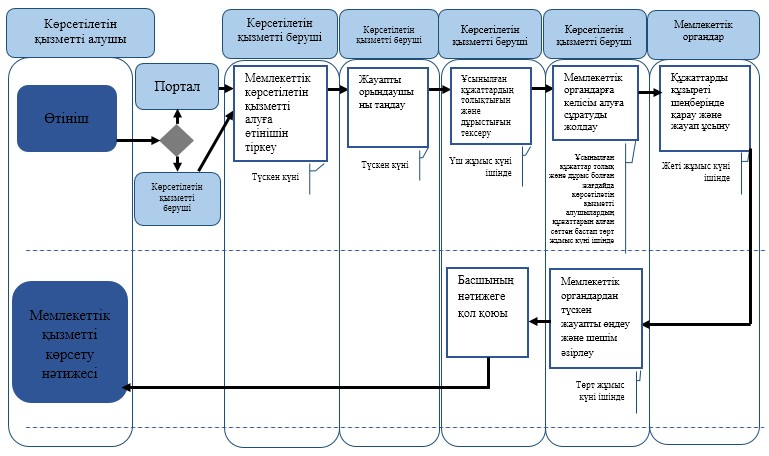 Көрсетілетін
қызметті алушы
Көрсетілетін
қызметті беруші
Көрсетілетін
қызметті беруші
Көрсетілетін
қызметті беруші
Көрсетілетін
қызметті беруші
Мемлекеттік
органдар
Өтініш
Портал
Көрсетілетін
қызметті
беруші
Мемлекеттік
көрсетілетін
қызметті
алуға
өтінішін
тіркеу
Түскен күні
Жауапты
орындаушы
ны таңдау
Түскен күні
Ұсынылған
құжаттардың
толықтығын
және
дұрыстығын
тексеру
Үш жұмыс күні
ішінде
Мемлекеттік
органдарға
келісім алуға
сұратуды
жолдау
Ұсынылған
құжаттар толық
және дұрыс болған
жағдайда
көрсетілетін
қызметті
алушылардың
құжаттарын алған
сәттен бастап төрт
жұмыс күні ішінде
Құжаттарды
құзыреті
шеңберінде
қарау және
жауап ұсыну
Жеті жұмыс күні
ішінде
Мемлекеттік
қызметті
көрсету
нәтижесі
Басшының
нәтижеге
қол қоюы
Мемлекеттік
органдардан
түскен
жауапты өңдеу
және шешім
әзірлеу
Төрт жұмыс
күні ішінде